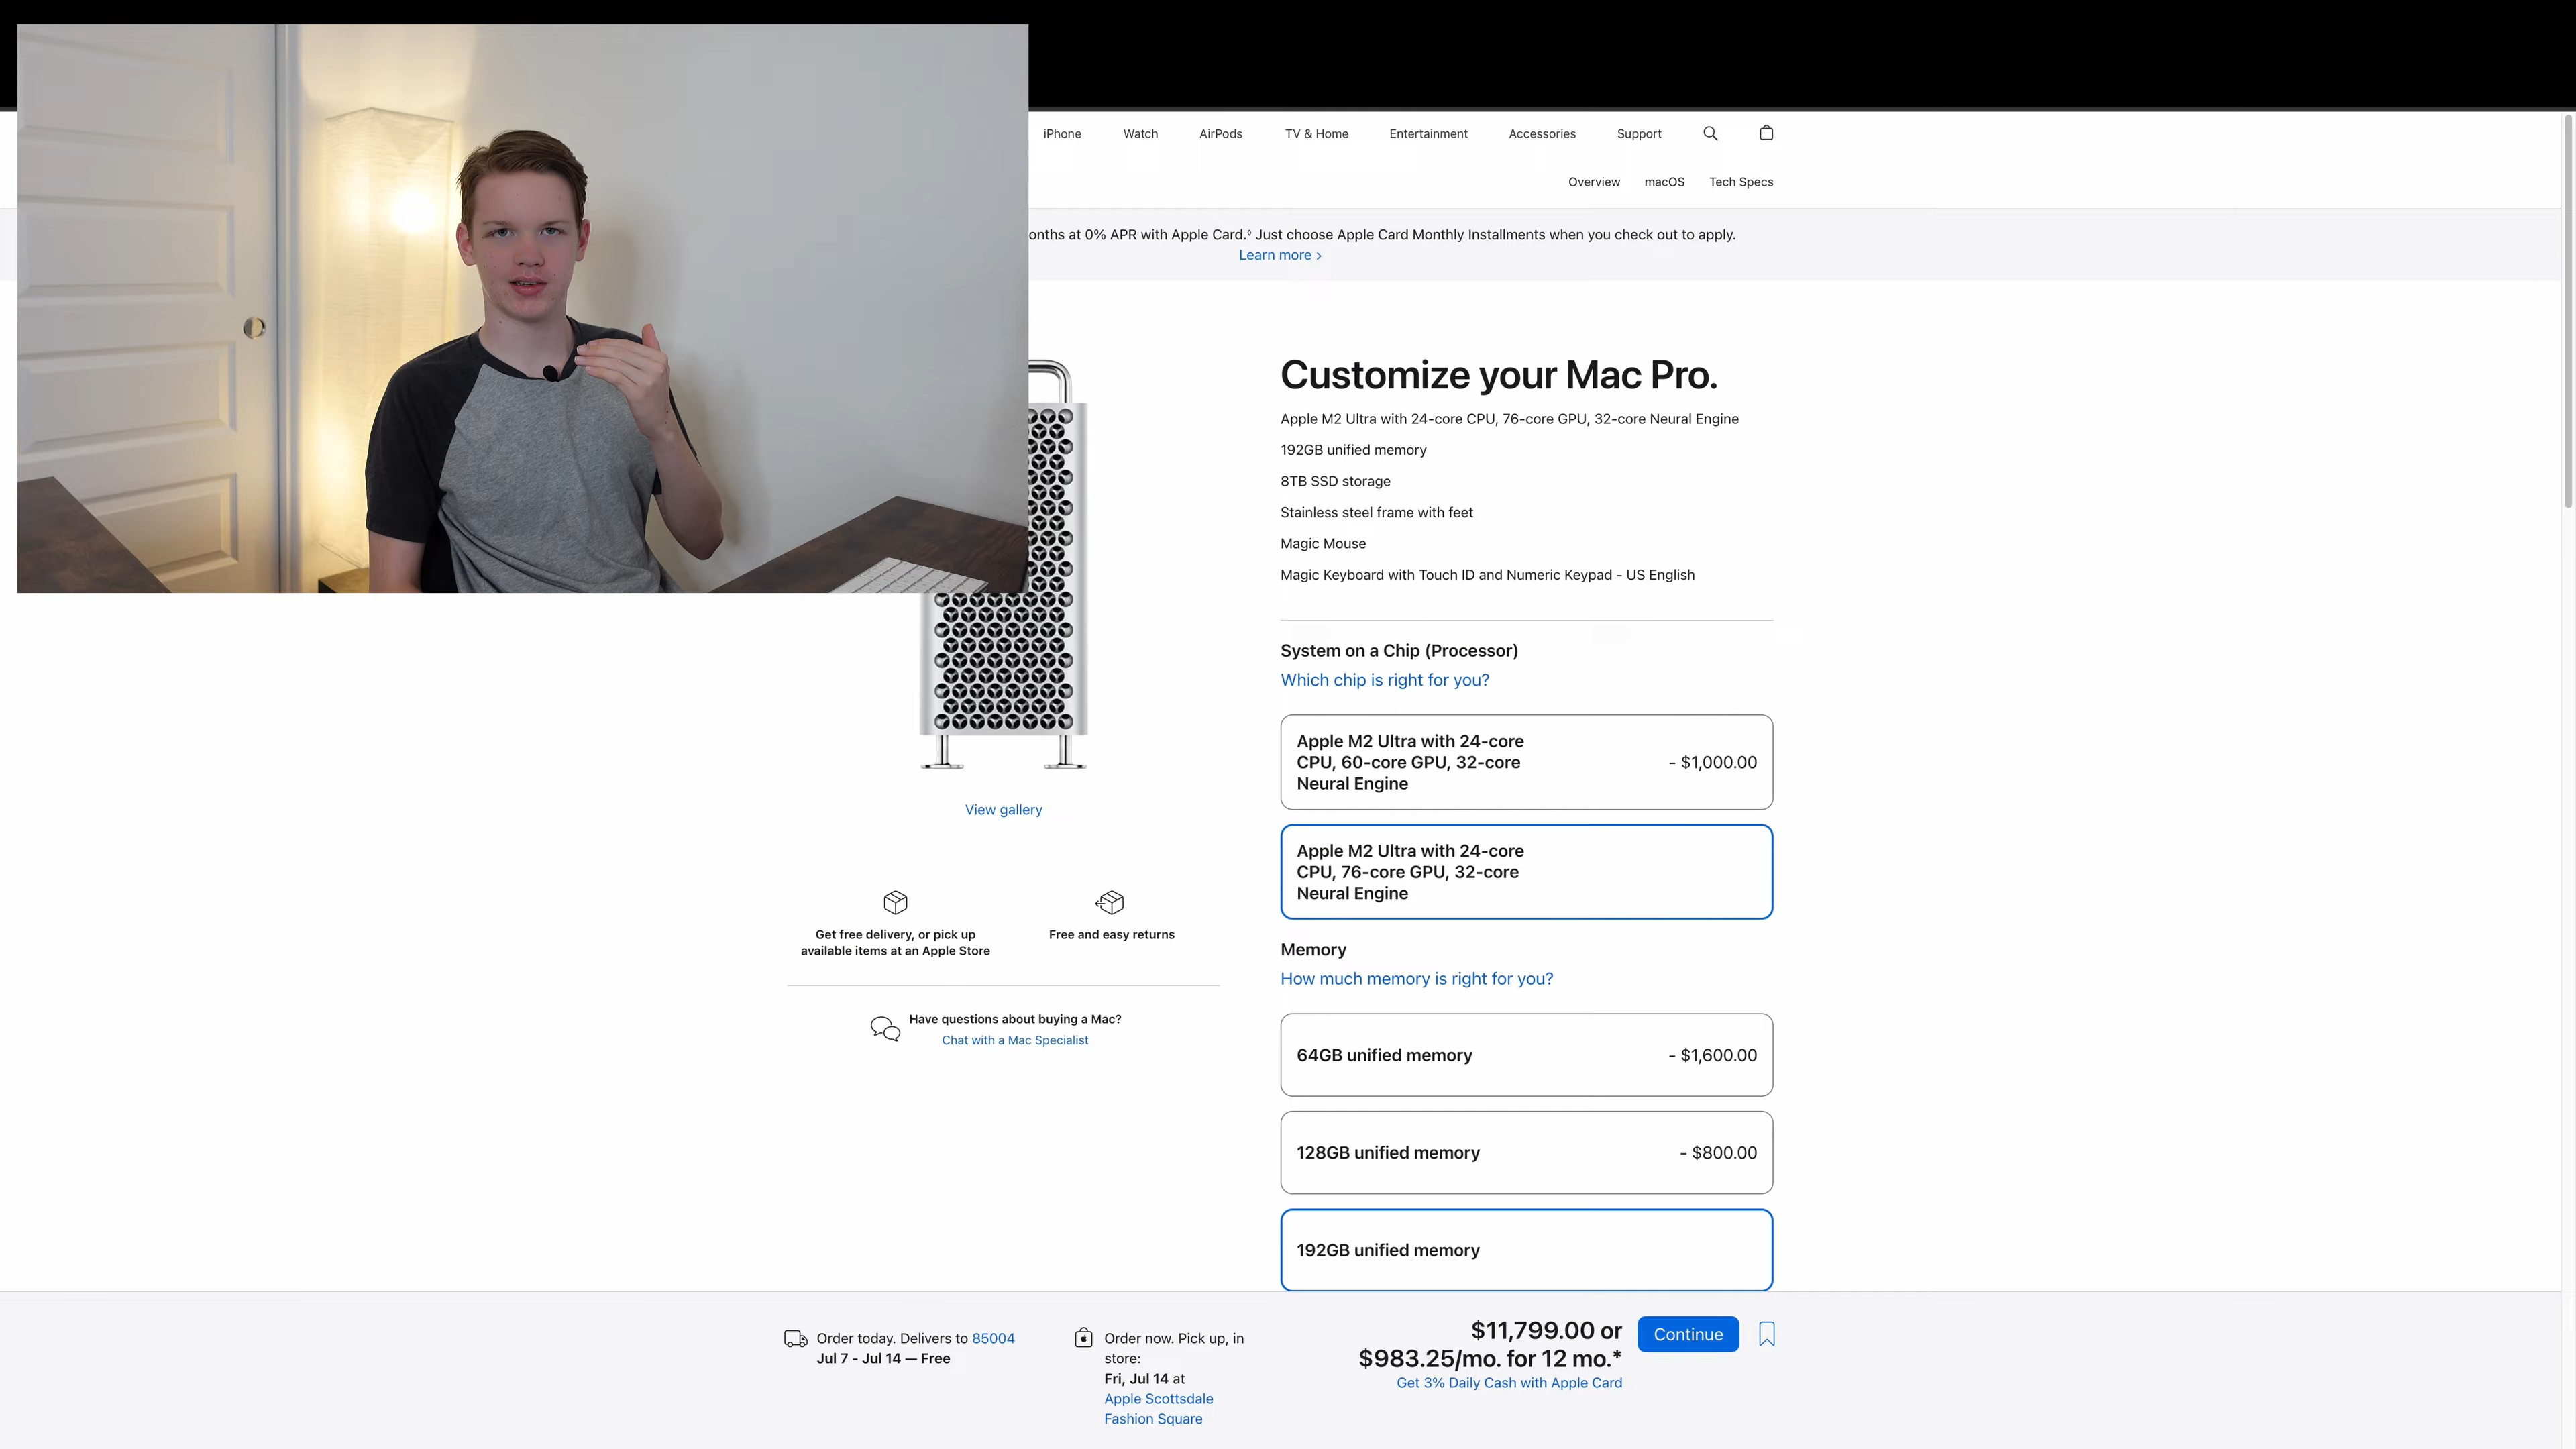 iPhone
Watch
AirPods
TV & Home
Entertainment
Accessories
Support
Overview
macOS
Tech Specs
at 0% APR with Apple Card.◊ Just choose Apple Card Monthly Installments when you check out to apply.
Learn more >
Customize your Mac Pro.
Apple M2 Ultra with 24-core CPU, 76-core GPU, 32-core Neural Engine
192GB unified memory
8TB SSD storage
Stainless steel frame with feet
Magic Mouse
Magic Keyboard with Touch ID and Numeric Keypad - US English
System on a Chip (Processor)
Which chip is right for you?
Apple M2 Ultra with 24-core
CPU, 60-core GPU, 32-core
Neural Engine
- $1,000.00
Apple M2 Ultra with 24-core
CPU, 76-core GPU, 32-core
Neural Engine
Memory
How much memory is right for you?
64GB unified memory
- $1,600.00
128GB unified memory
- $800.00
192GB unified memory
View gallery
Get free delivery, or pick up
available items at an Apple Store
Free and easy returns
Have questions about buying a Mac?
Chat with a Mac Specialist
Order today. Delivers to 85004
Jul 7 - Jul 14 — Free
Order now. Pick up, in
store:
Fri, Jul 14 at
Apple Scottsdale
Fashion Square
$11,799.00 or
$983.25/mo. for 12 mo.*
Get 3% Daily Cash with Apple Card
Continue